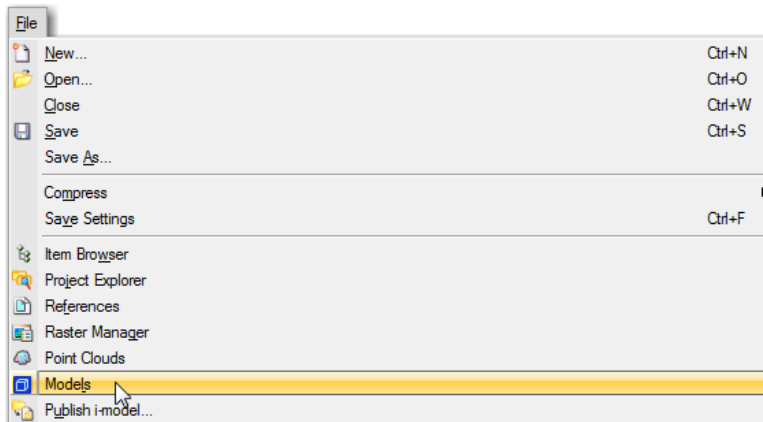 File
New... Ctrl+N
Open... Ctrl+O
Close Ctrl+W
Save Ctrl+S
Save As...
Compress
Save Settings Ctrl+F
Item Browser
Project Explorer
References
Raster Manager
Point Clouds
Models
Publish i-model...